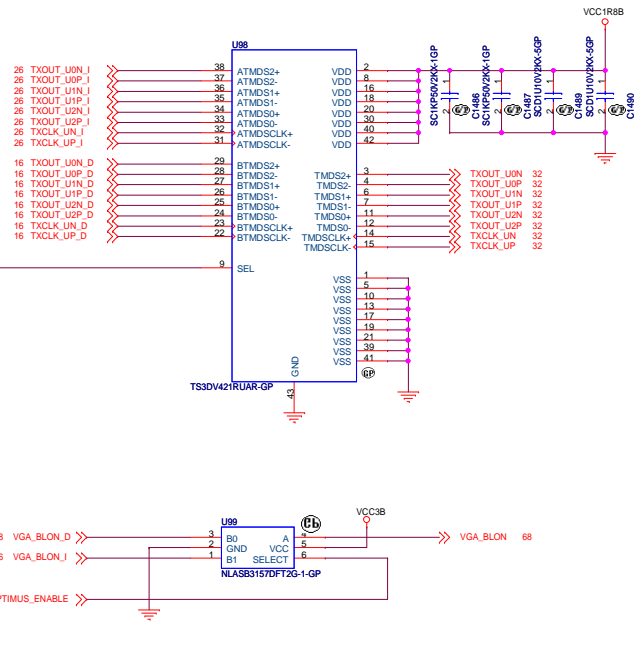 VCC1R8B
U98
26 TXOUT_U0N_I 38 ATMDS2+
26 TXOUT_U0P_I 37 ATMDS2-
26 TXOUT_U1N_I 36 ATMDS1+
26 TXOUT_U1P_I 35 ATMDS1-
26 TXOUT_U2N_I 34 ATMDS0+
26 TXOUT_U2P_I 33 ATMDS0-
26 TXCLK_UN_I 32 ATMDSCLK+
26 TXCLK_UP_I 31 ATMDSCLK-
VDD 2
VDD 8
VDD 16
VDD 18
VDD 20
VDD 30
VDD 40
VDD 42
SC1KP50V2KX-1GP
1 2
C1486
SC1KP50V2KX-1GP
1 2
C1487
SCD1U10V2KX-5GP
1 2
C1489
SCD1U10V2KX-5GP
1 2
C1490
16 TXOUT_U0N_D 29 BTMDS2+
16 TXOUT_U0P_D 28 BTMDS2-
16 TXOUT_U1N_D 27 BTMDS1+
16 TXOUT_U1P_D 26 BTMDS1-
16 TXOUT_U2N_D 25 BTMDS0+
16 TXOUT_U2P_D 24 BTMDS0-
16 TXCLK_UN_D 23 BTMDSCLK+
16 TXCLK_UP_D 22 BTMDSCLK-
TMDS2+ 3 TXOUT_U0N 32
TMDS2- 4 TXOUT_U0P 32
TMDS1+ 6 TXOUT_U1N 32
TMDS1- 7 TXOUT_U1P 32
TMDS0+ 11 TXOUT_U2N 32
TMDS0- 12 TXOUT_U2P 32
TMDSCLK+ 14 TXCLK_UN 32
TMDSCLK- 15 TXCLK_UP 32
9 SEL
VSS 1
VSS 5
VSS 10
VSS 13
VSS 17
VSS 19
VSS 21
VSS 39
VSS 41
GND
43
GP
TS3DV421RUAR-GP
VCC3B
U99
VGA_BLON_D 3 B0 A 4 VGA_BLON 68
2 GND VCC 5
VGA_BLON_I 1 B1 SELECT 6
NLASB3157DFT2G-1-GP
PTIMUS_ENABLE